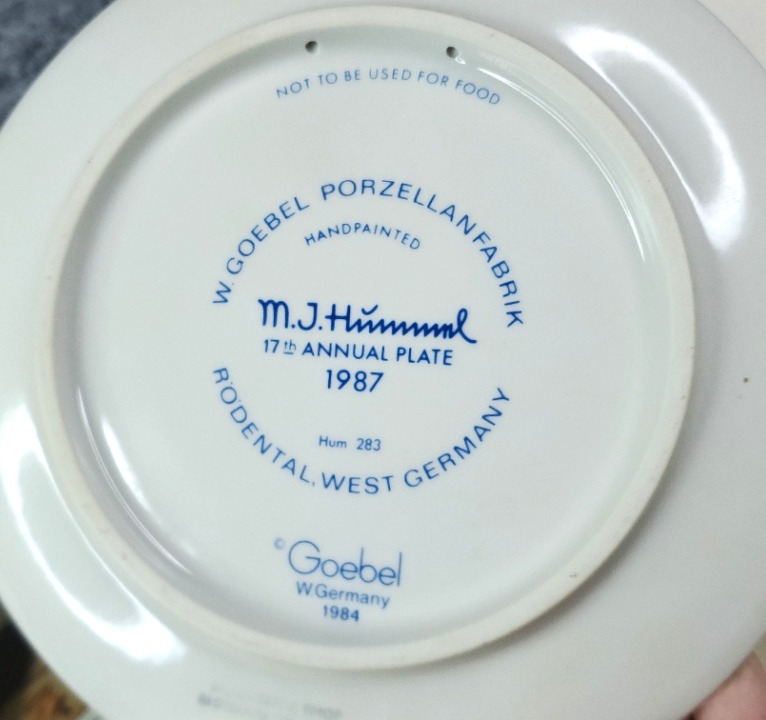 NOT TO BE USED FOR FOOD
W. GOEBEL PORZELLANFABRIK
HANDPAINTED
M.J.Hummel
17th ANNUAL PLATE
1987
Hum 283
RÖDENTAL, WEST GERMANY
© Goebel
W Germany
1984